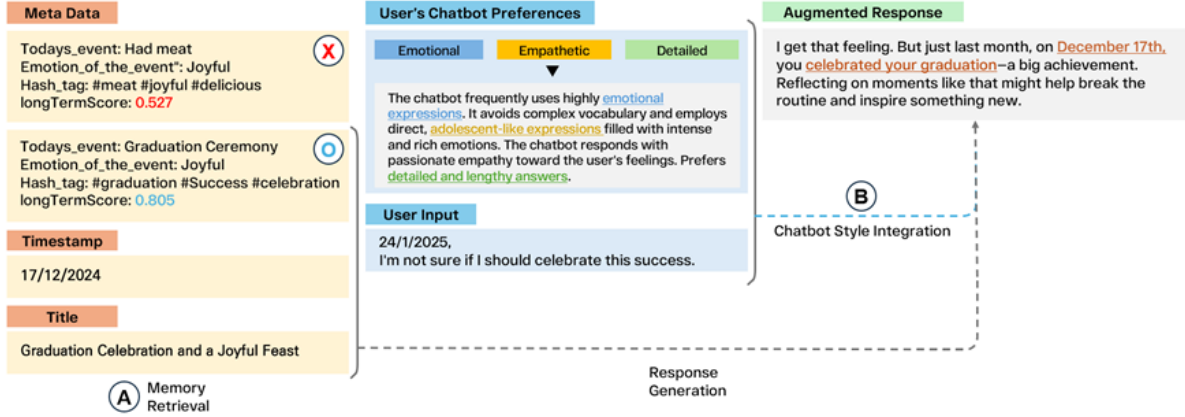 Meta Data
Todays_event: Had meat
Emotion_of_the_event": Joyful
Hash_tag: #meat #joyful #delicious
longTermScore: 0.527
X
Todays_event: Graduation Ceremony
Emotion_of_the_event: Joyful
Hash_tag: #graduation #Success #celebration
longTermScore: 0.805
O
Timestamp
17/12/2024
Title
Graduation Celebration and a Joyful Feast
A
Memory
Retrieval
User's Chatbot Preferences
Emotional
Empathetic
Detailed
The chatbot frequently uses highly emotional
expressions. It avoids complex vocabulary and employs
direct, adolescent-like expressions filled with intense
and rich emotions. The chatbot responds with
passionate empathy toward the user's feelings. Prefers
detailed and lengthy answers.
User Input
24/1/2025,
I'm not sure if I should celebrate this success.
B
Chatbot Style Integration
Response
Generation
Augmented Response
I get that feeling. But just last month, on December 17th,
you celebrated your graduation—a big achievement.
Reflecting on moments like that might help break the
routine and inspire something new.